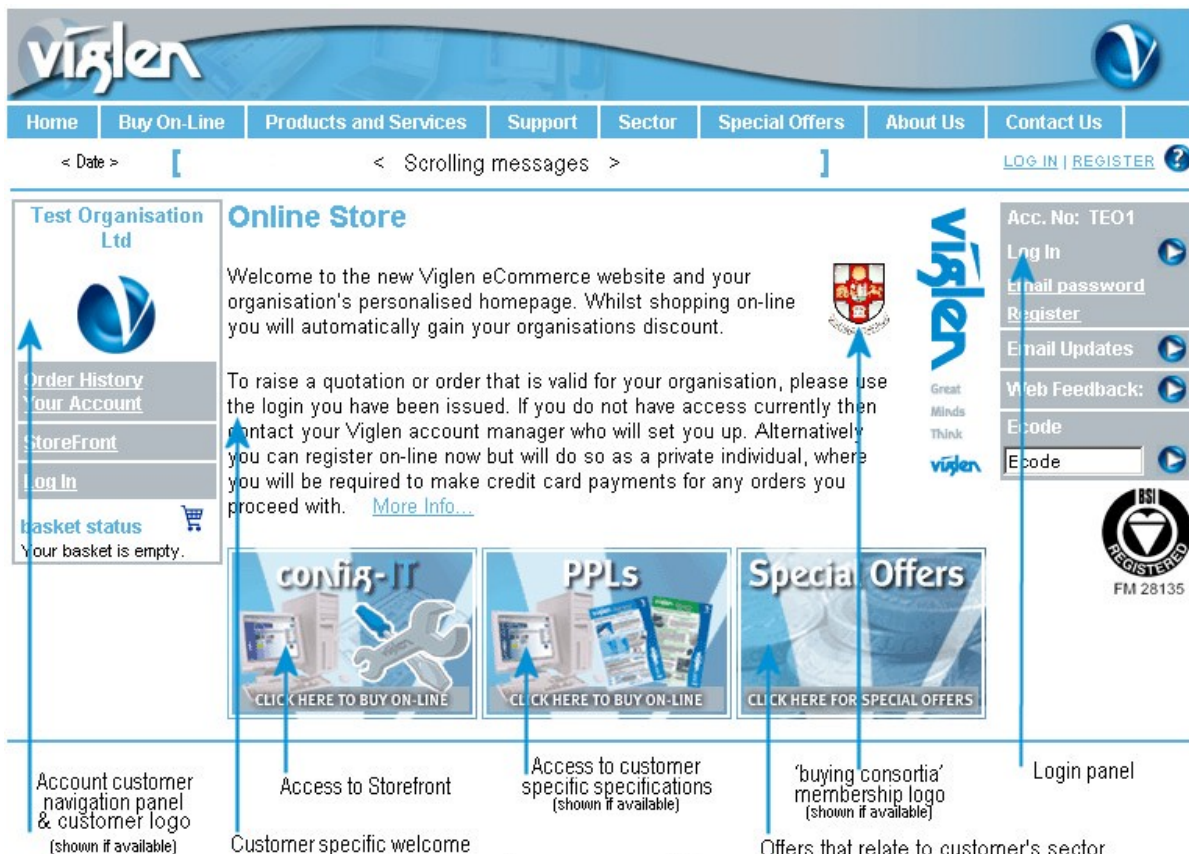 viglen
Home Buy On-Line Products and Services Support Sector Special Offers About Us Contact Us
< Date > [ < Scrolling messages > ] LOG IN | REGISTER ?
Test Organisation
Ltd
Order History
Your Account
StoreFront
Log In
basket status
Your basket is empty.
Online Store
Welcome to the new Viglen eCommerce website and your
organisation's personalised homepage. Whilst shopping on-line
you will automatically gain your organisations discount.
To raise a quotation or order that is valid for your organisation, please use
the login you have been issued. If you do not have access currently then
contact your Viglen account manager who will set you up. Alternatively
you can register on-line now but will do so as a private individual, where
you will be required to make credit card payments for any orders you
proceed with. More Info...
viglen
Great
Minds
Think
viglen
Acc. No: TEO1
Log In
Email password
Register
Email Updates
Web Feedback:
Ecode
Ecode
BSI
REGISTERED
FM 28135
config-IT
CLICK HERE TO BUY ON-LINE
PPLs
CLICK HERE TO BUY ON-LINE
Special Offers
CLICK HERE FOR SPECIAL OFFERS
Account customer
navigation panel
& customer logo
(shown if available)
Access to Storefront
Customer specific welcome
Access to customer
specific specifications
(shown if available)
'buying consortia'
membership logo
(shown if available)
Login panel
Offers that relate to customer's sector